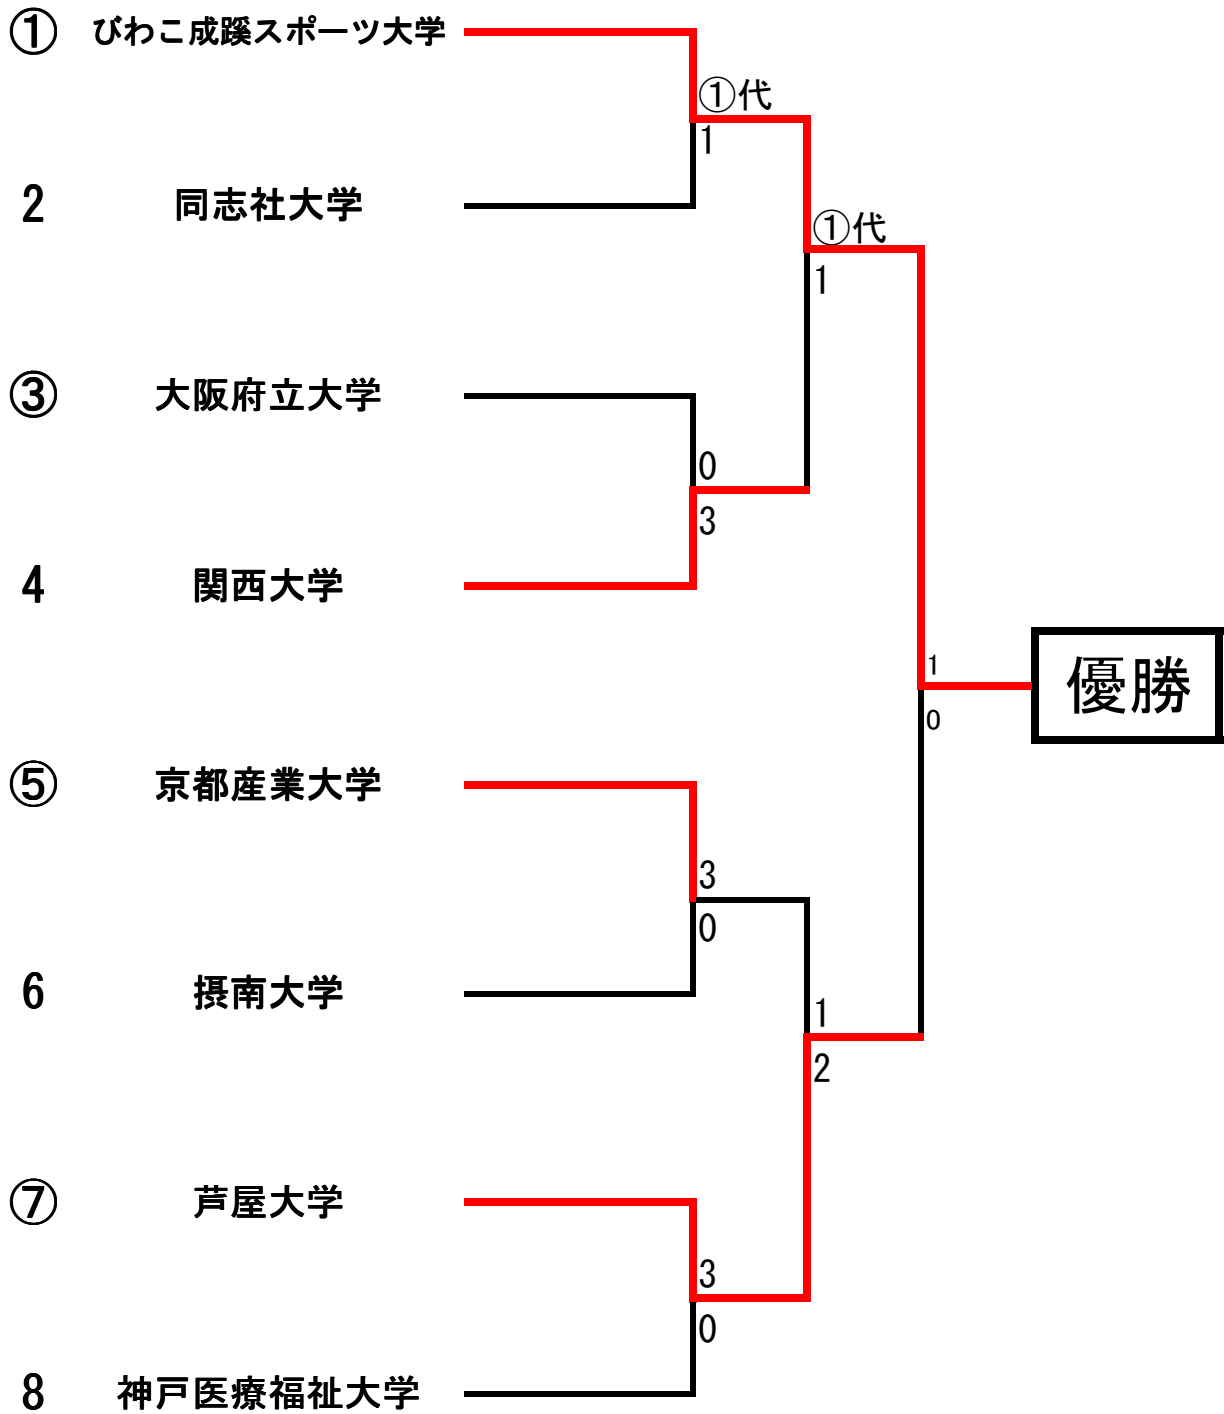 ① びわこ成蹊スポーツ大学
①代
1
2 同志社大学
①代
1
③ 大阪府立大学
0
3
4 関西大学
1
優勝
0
⑤ 京都産業大学
3
0
6 摂南大学
1
2
⑦ 芦屋大学
3
0
8 神戸医療福祉大学